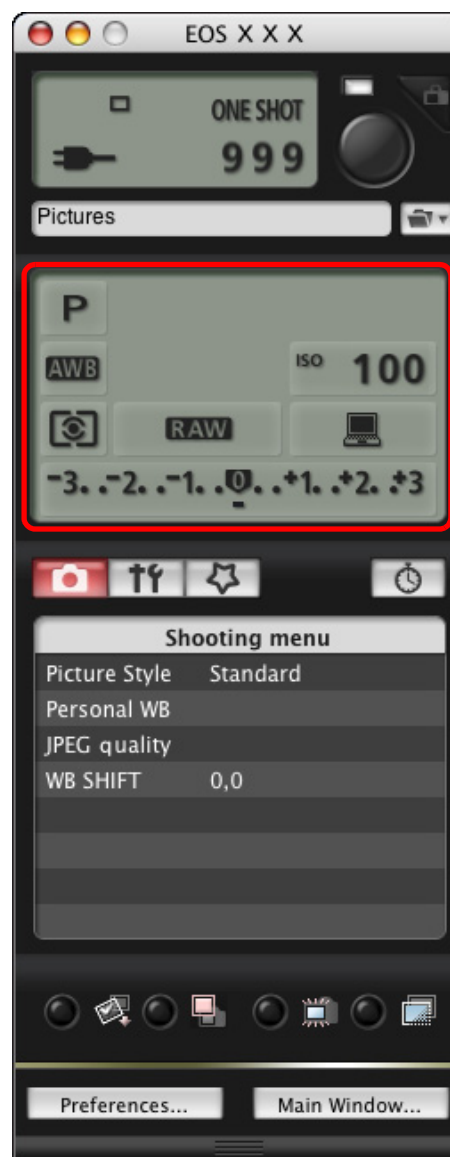 EOS X X X
ONE SHOT
999
Pictures
P
AWB
ISO 100
RAW
-3. .-2. .-1. .0. .+1. .+2. .+3
Shooting menu
Picture Style Standard
Personal WB
JPEG quality
WB SHIFT 0,0
Preferences... Main Window...